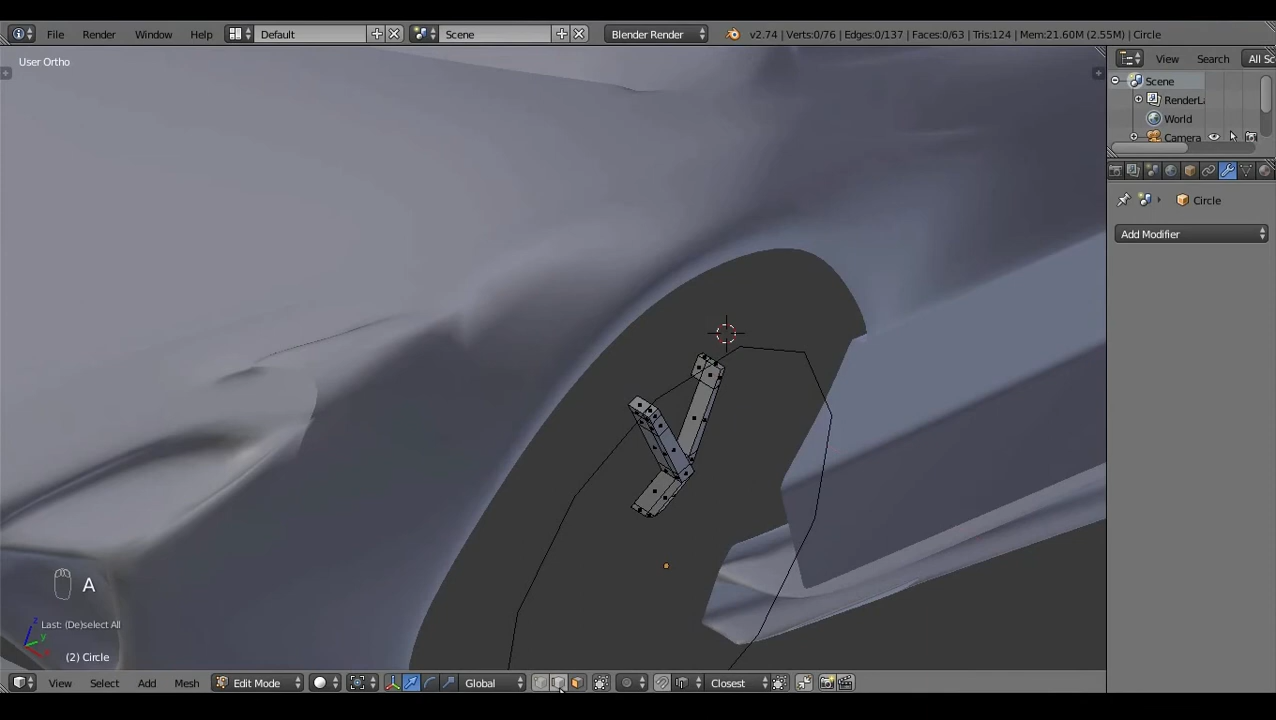 File Render Window Help Default Scene Blender Render v2.74 | Verts:0/76 | Edges:0/137 | Faces:0/63 | Tris:124 | Mem:21.60M (2.55M) | Circle
User Ortho
View Search All Sc
Scene
RenderLa
World
Camera
Circle
Add Modifier
A
Last: (De)select All
z
y
x
(2) Circle
View Select Add Mesh Edit Mode Global Closest